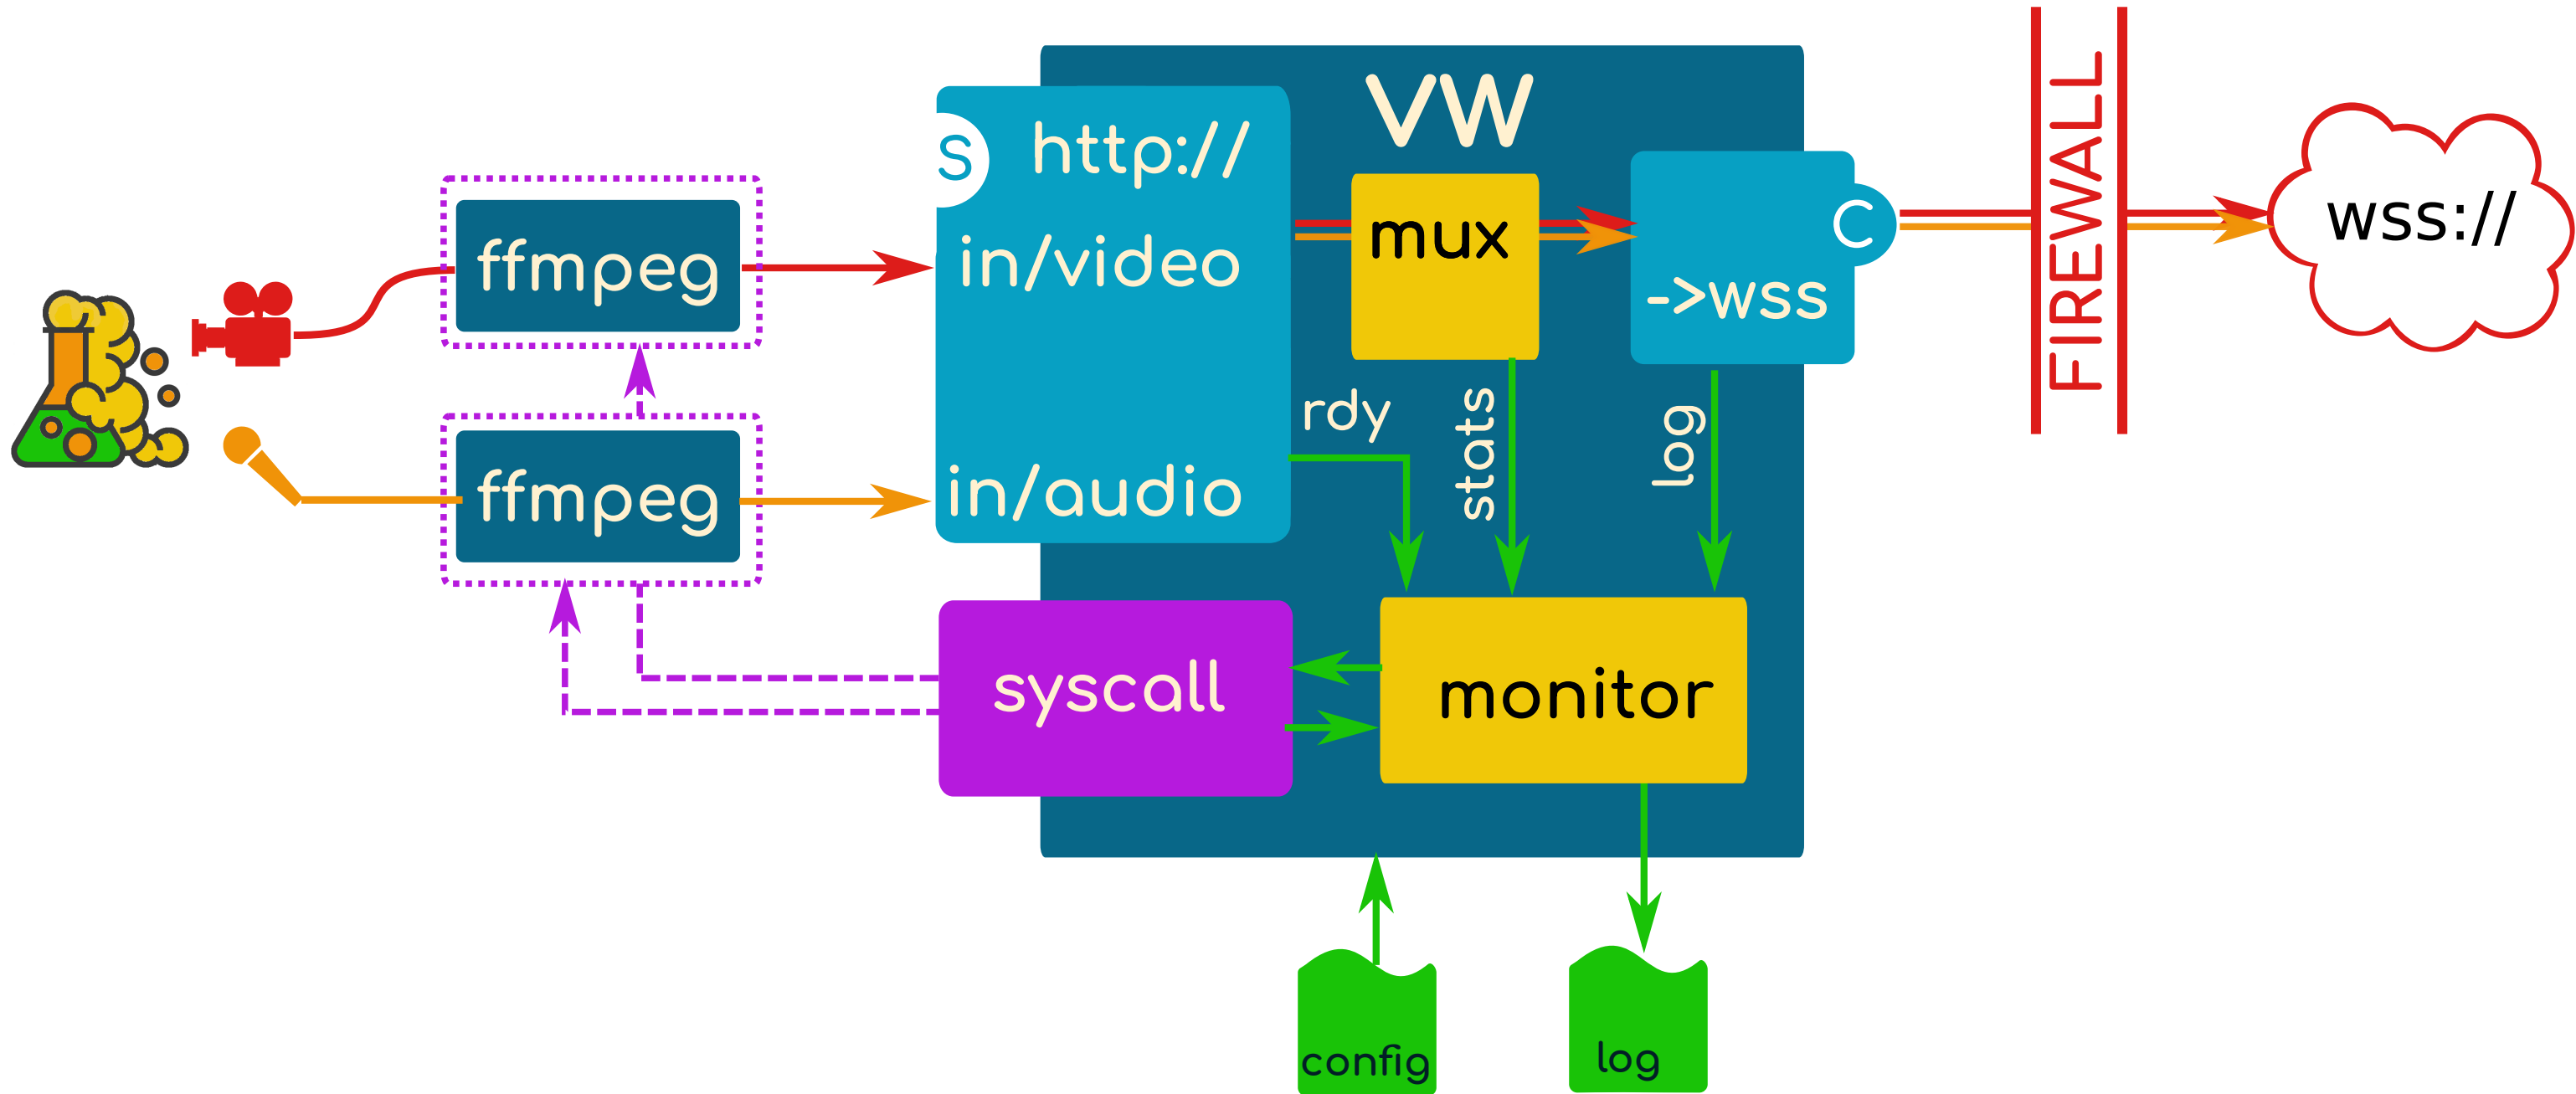 VW
s http://
in/video
in/audio
ffmpeg
ffmpeg
mux
C
->wss
rdy
stats
log
syscall
monitor
config
log
FIREWALL
wss://